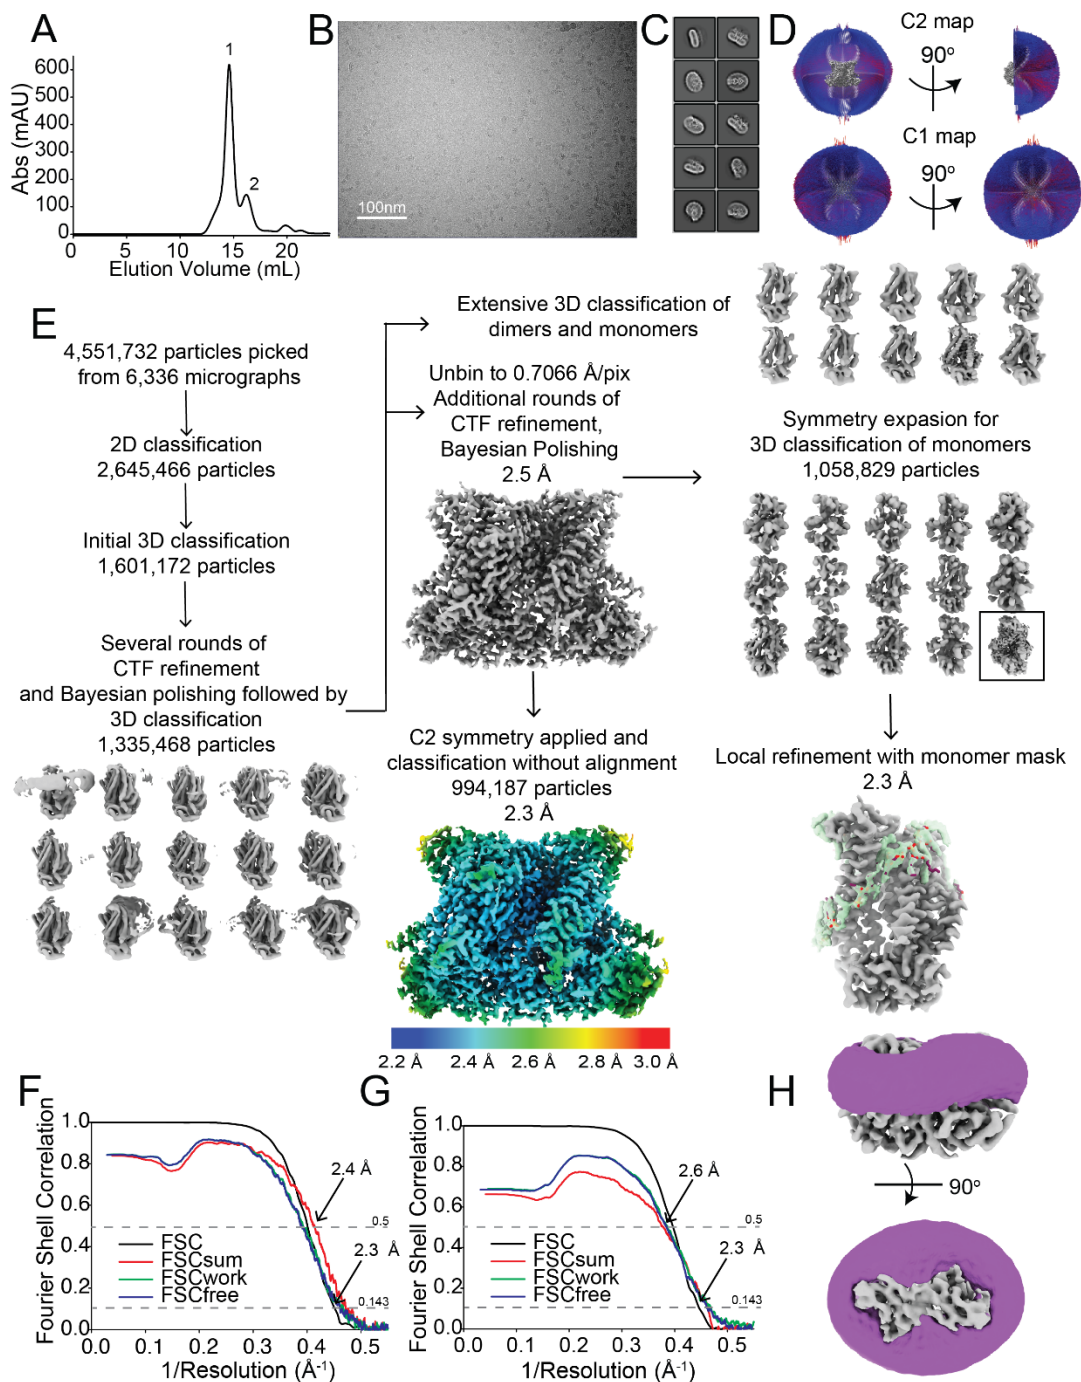 A
1
2
Abs (mAU)
600
500
400
300
200
100
0
0
5
10
15
20
Elution Volume (mL)
B
100nm
C
D
C2 map
90º
C1 map
90º
E
4,551,732 particles picked
from 6,336 micrographs
2D classification
2,645,466 particles
Initial 3D classification
1,601,172 particles
Several rounds of
CTF refinement
and Bayesian polishing followed by
3D classification
1,335,468 particles
Extensive 3D classification of
dimers and monomers
Unbin to 0.7066 Å/pix
Additional rounds of
CTF refinement,
Bayesian Polishing
2.5 Å
Symmetry expasion for
3D classification of monomers
1,058,829 particles
C2 symmetry applied and
classification without alignment
994,187 particles
2.3 Å
2.2 Å 2.4 Å 2.6 Å 2.8 Å 3.0 Å
Local refinement with monomer mask
2.3 Å
F
Fourier Shell Correlation
1.0
0.8
0.6
0.4
0.2
0.0
2.4 Å
0.5
2.3 Å
0.143
FSC
FSCsum
FSCwork
FSCfree
0.0 0.1 0.2 0.3 0.4 0.5
1/Resolution (Å⁻¹)
G
Fourier Shell Correlation
1.0
0.8
0.6
0.4
0.2
0.0
2.6 Å
0.5
2.3 Å
0.143
FSC
FSCsum
FSCwork
FSCfree
0.0 0.1 0.2 0.3 0.4 0.5
1/Resolution (Å⁻¹)
H
90º